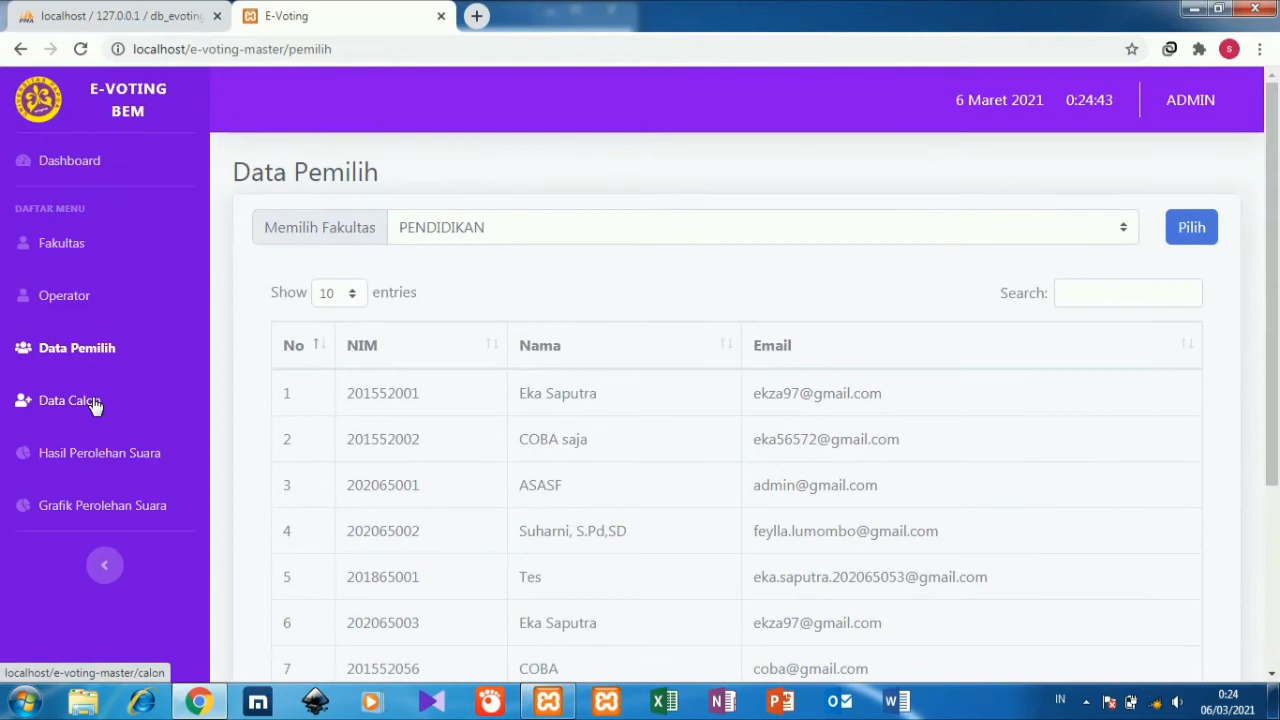 localhost / 127.0.0.1 / db_evoting
E-Voting
localhost/e-voting-master/pemilih
S
E-VOTING
BEM
6 Maret 2021
0:24:43
ADMIN
Dashboard
DAFTAR MENU
Fakultas
Operator
Data Pemilih
Data Calon
Hasil Perolehan Suara
Grafik Perolehan Suara
Data Pemilih
Memilih Fakultas
PENDIDIKAN
Pilih
Show 10 entries
Search:
No NIM Nama Email
1 201552001 Eka Saputra ekza97@gmail.com
2 201552002 COBA saja eka56572@gmail.com
3 202065001 ASASF admin@gmail.com
4 202065002 Suharni, S.Pd,SD feylla.lumombo@gmail.com
5 201865001 Tes eka.saputra.202065053@gmail.com
6 202065003 Eka Saputra ekza97@gmail.com
7 201552056 COBA coba@gmail.com
localhost/e-voting-master/calon
IN
0:24
06/03/2021